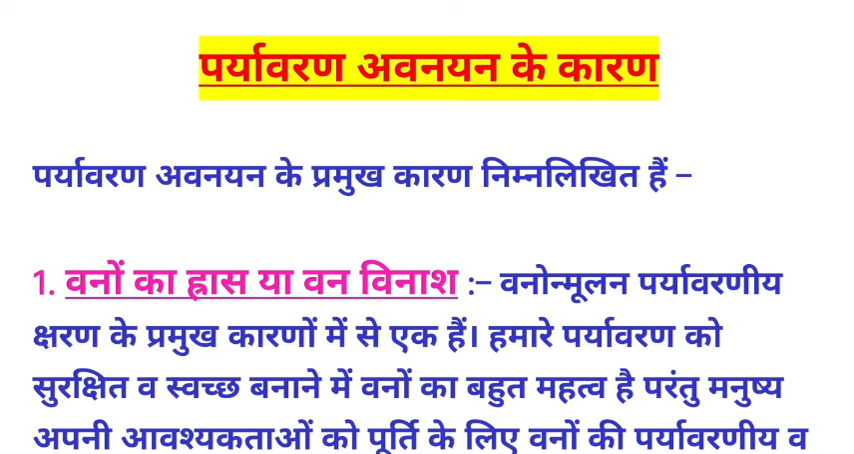 पर्यावरण अवनयन के कारण
पर्यावरण अवनयन के प्रमुख कारण निम्नलिखित हैं –
1. वनों का ह्रास या वन विनाश :– वनोन्मूलन पर्यावरणीय
क्षरण के प्रमुख कारणों में से एक हैं। हमारे पर्यावरण को
सुरक्षित व स्वच्छ बनाने में वनों का बहुत महत्व है परंतु मनुष्य
अपनी आवश्यकताओं को पूर्ति के लिए वनों की पर्यावरणीय व